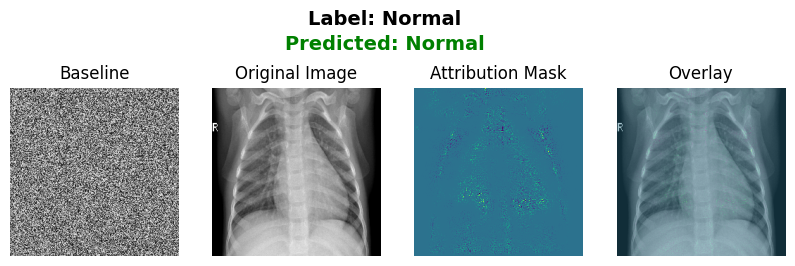 Label: Normal
Predicted: Normal
Baseline
Original Image
Attribution Mask
Overlay
R
R